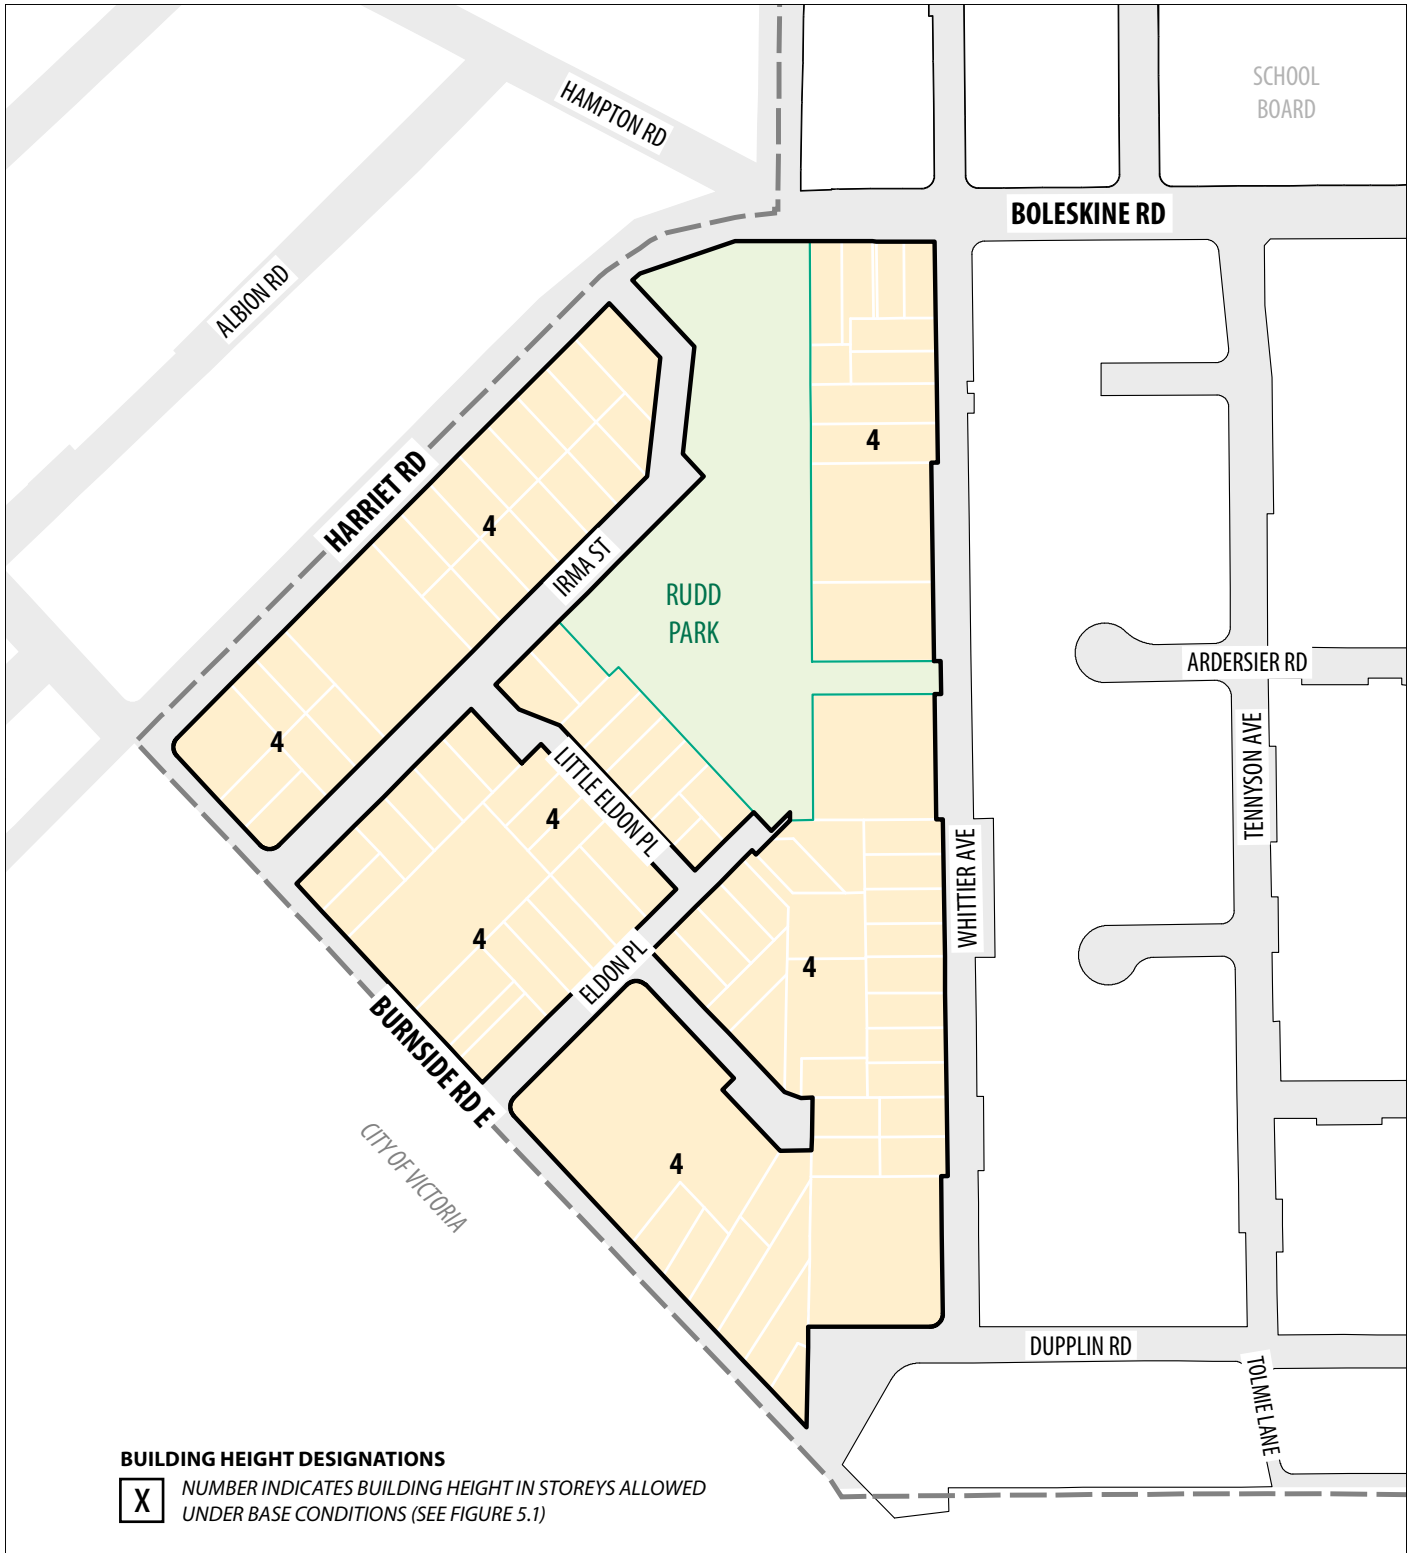 SCHOOL
BOARD
HAMPTON RD
BOLESKINE RD
ALBION RD
4
HARRIET RD
4
IRMA ST
RUDD
PARK
ARDERSIER RD
4
TENNYSON AVE
LITTLE ELDON PL
4
WHITTIER AVE
4
ELDON PL
4
BURNSIDE RD E
CITY OF VICTORIA
4
DUPPLIN RD
TOLMIE LANE
BUILDING HEIGHT DESIGNATIONS
X
NUMBER INDICATES BUILDING HEIGHT IN STOREYS ALLOWED
UNDER BASE CONDITIONS (SEE FIGURE 5.1)